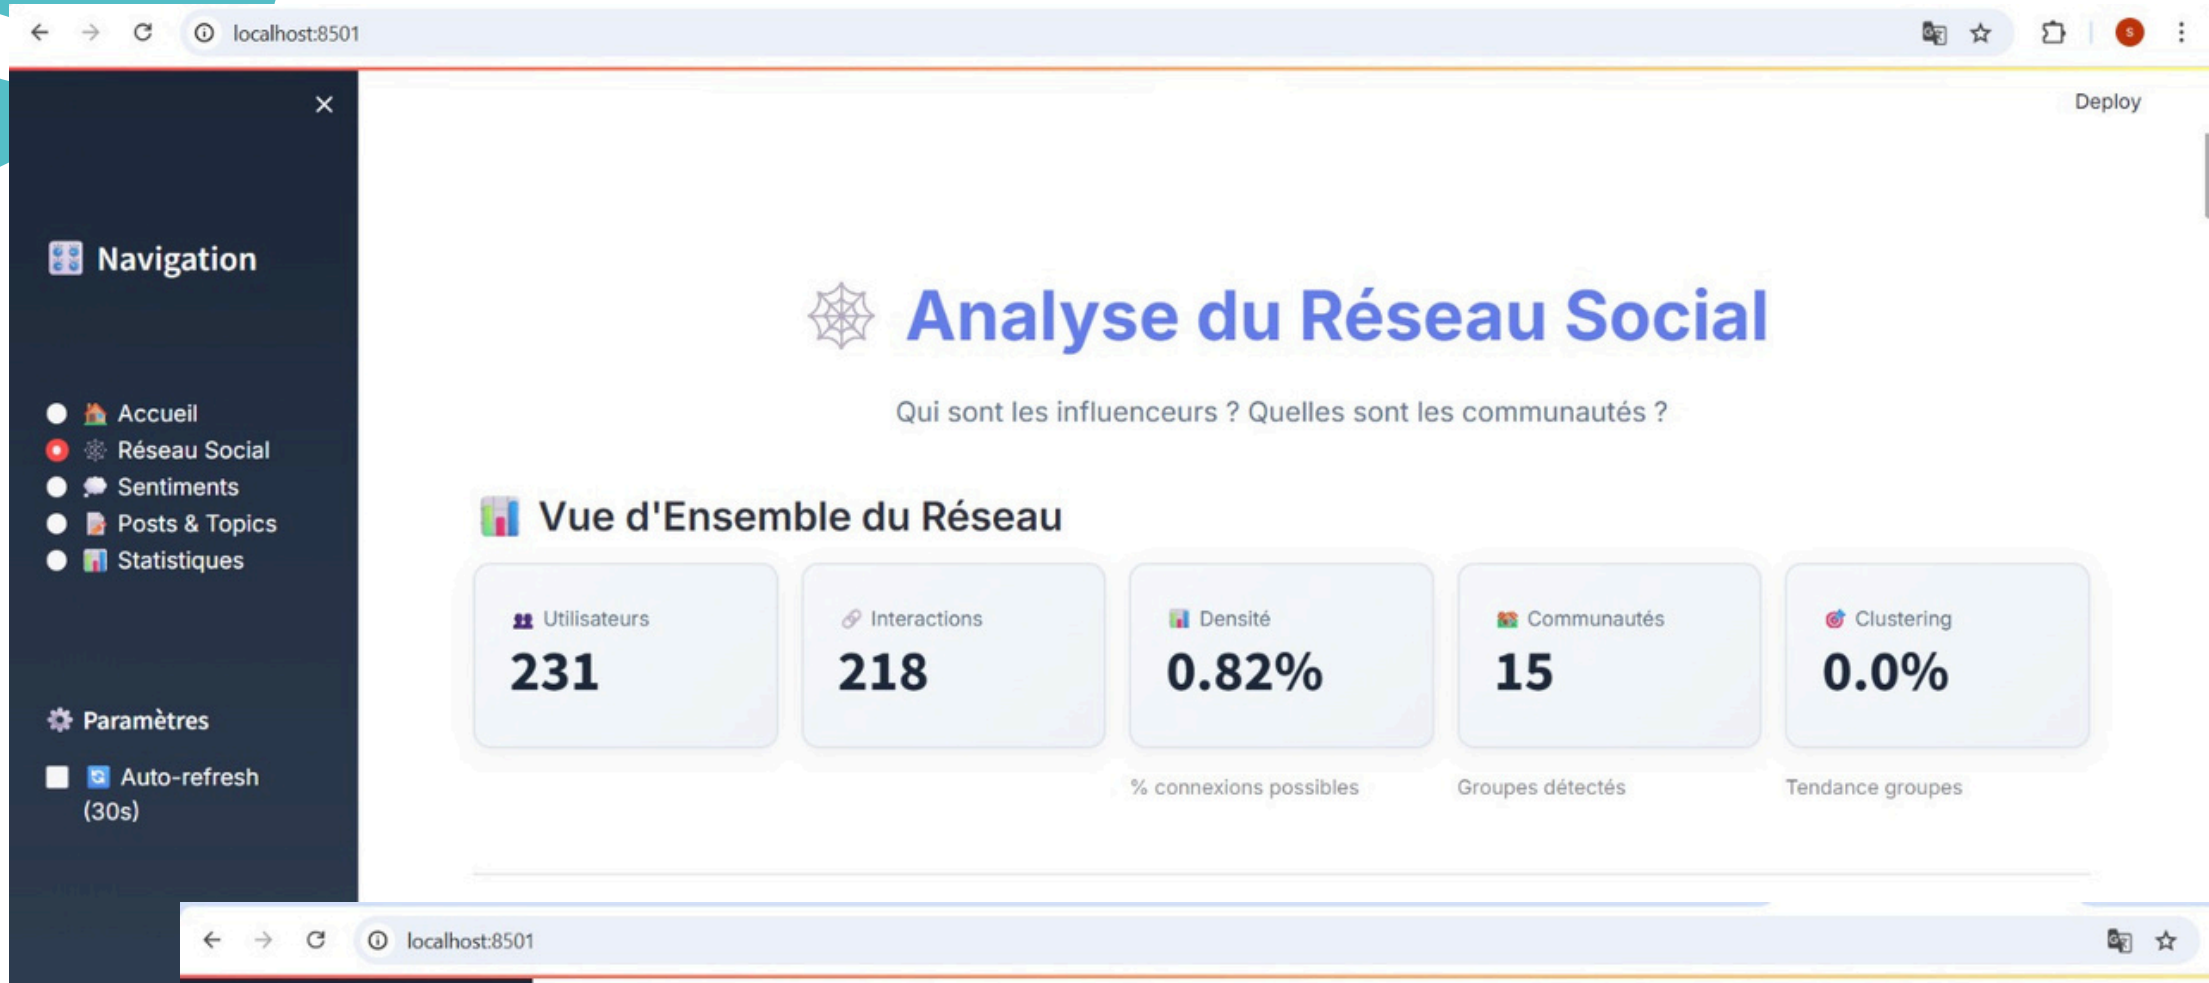 localhost:8501
S
Deploy
Navigation
Accueil
Réseau Social
Sentiments
Posts & Topics
Statistiques
Paramètres
Auto-refresh
(30s)
Analyse du Réseau Social
Qui sont les influenceurs ? Quelles sont les communautés ?
Vue d'Ensemble du Réseau
Utilisateurs
231
Interactions
218
Densité
0.82%
% connexions possibles
Communautés
15
Groupes détectés
Clustering
0.0%
Tendance groupes
localhost:8501